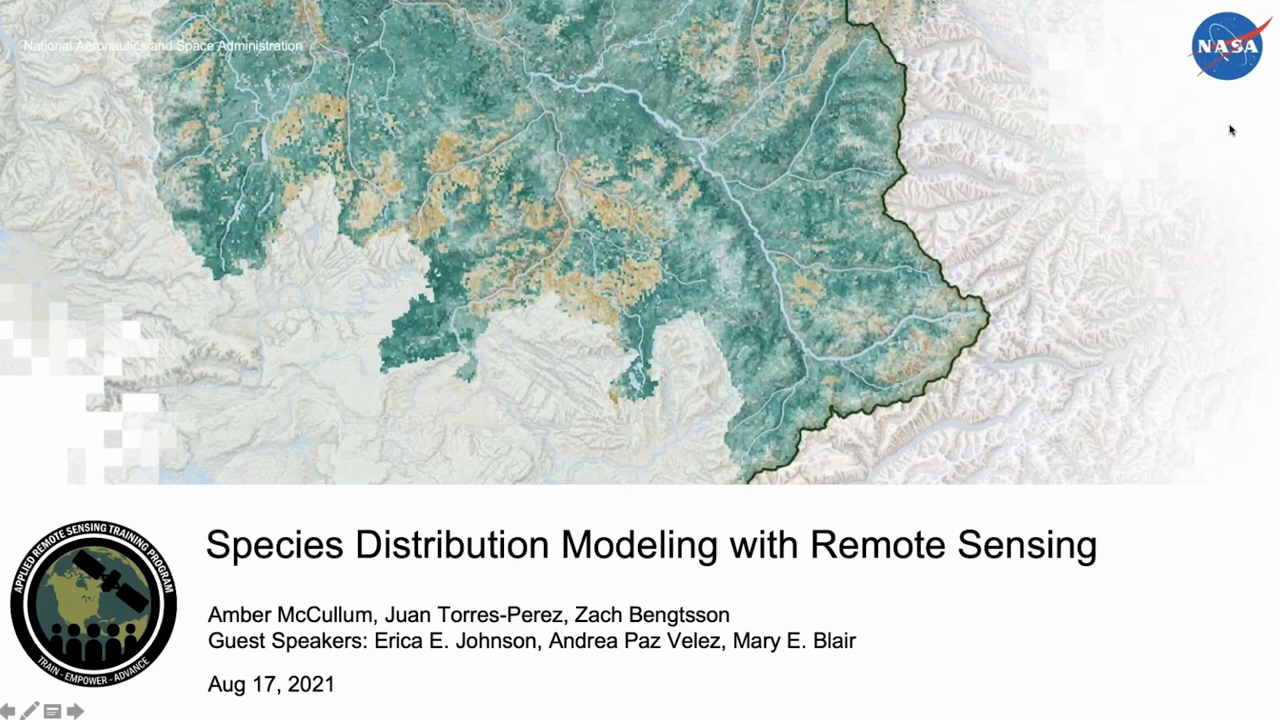 National Aeronautics and Space Administration
NASA
APPLIED REMOTE SENSING TRAINING PROGRAM
TRAIN - EMPOWER - ADVANCE
Species Distribution Modeling with Remote Sensing
Amber McCullum, Juan Torres-Perez, Zach Bengtsson
Guest Speakers: Erica E. Johnson, Andrea Paz Velez, Mary E. Blair
Aug 17, 2021